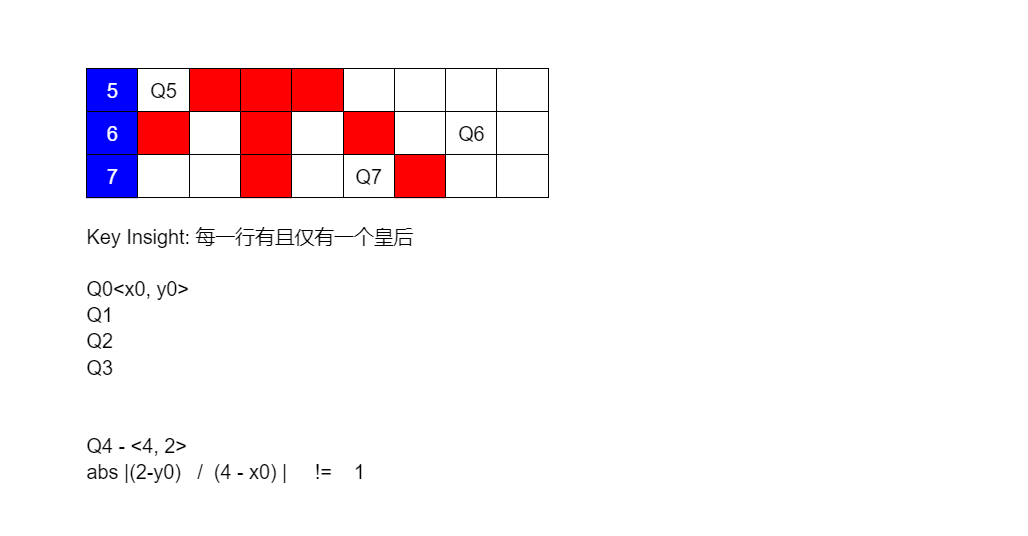 5 Q5
6 Q6
7 Q7
Key Insight: 每一行有且仅有一个皇后
Q0<x0, y0>
Q1
Q2
Q3
Q4 - <4, 2>
abs |(2-y0) / (4 - x0) | != 1